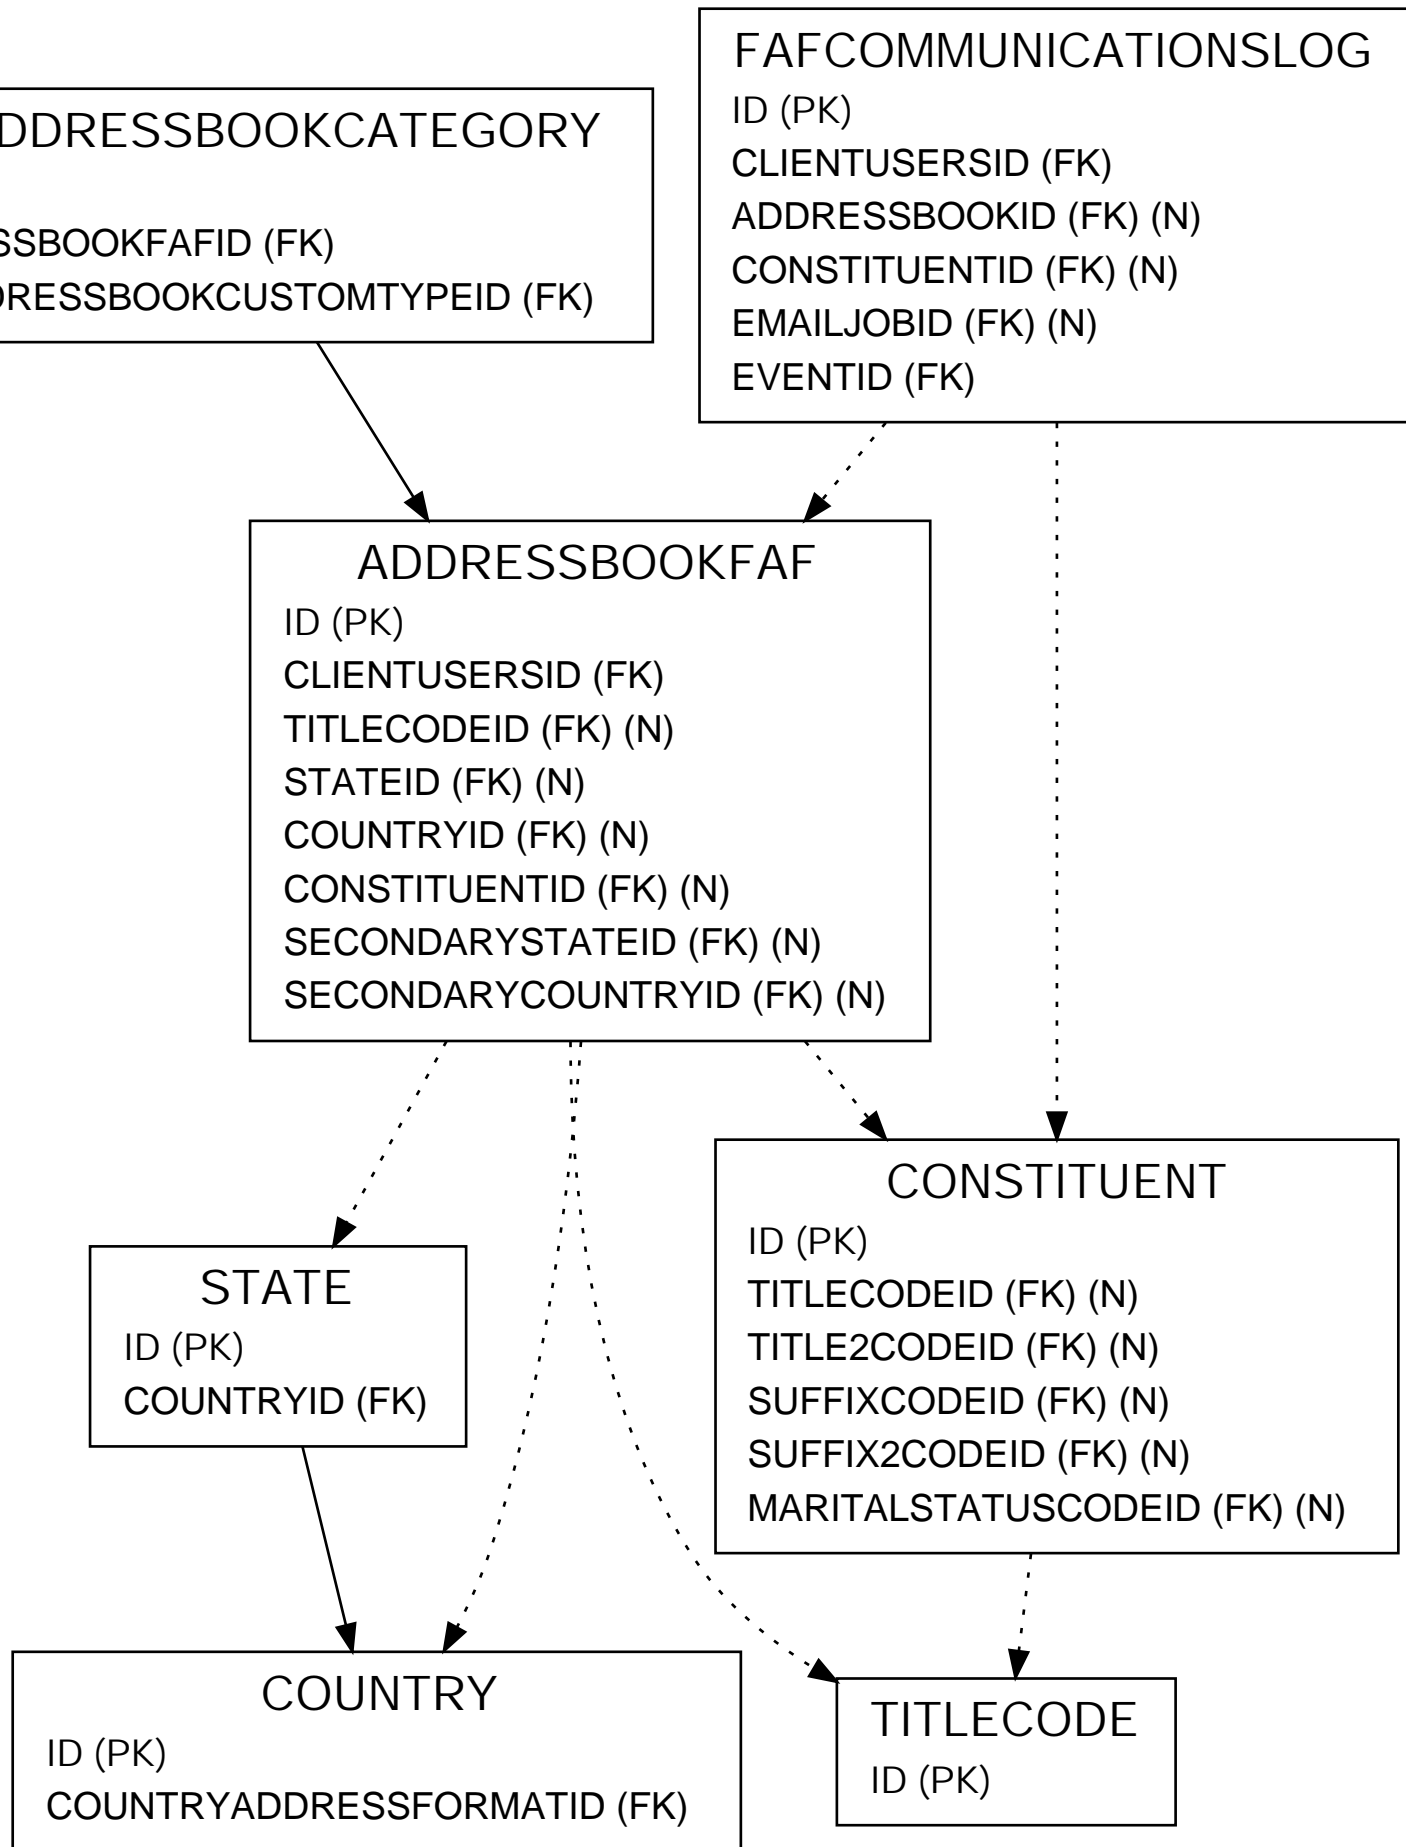 FAFCOMMUNICATIONSLOG
ID (PK)
CLIENTUSERSID (FK)
ADDRESSBOOKID (FK) (N)
CONSTITUENTID (FK) (N)
EMAILJOBID (FK) (N)
EVENTID (FK)
DDRESSBOOKCATEGORY
SSBOOKFAFID (FK)
DRESSBOOKCUSTOMTYPEID (FK)
ADDRESSBOOKFAF
ID (PK)
CLIENTUSERSID (FK)
TITLECODEID (FK) (N)
STATEID (FK) (N)
COUNTRYID (FK) (N)
CONSTITUENTID (FK) (N)
SECONDARYSTATEID (FK) (N)
SECONDARYCOUNTRYID (FK) (N)
CONSTITUENT
ID (PK)
TITLECODEID (FK) (N)
TITLE2CODEID (FK) (N)
SUFFIXCODEID (FK) (N)
SUFFIX2CODEID (FK) (N)
MARITALSTATUSCODEID (FK) (N)
STATE
ID (PK)
COUNTRYID (FK)
COUNTRY
ID (PK)
COUNTRYADDRESSFORMATID (FK)
TITLECODE
ID (PK)